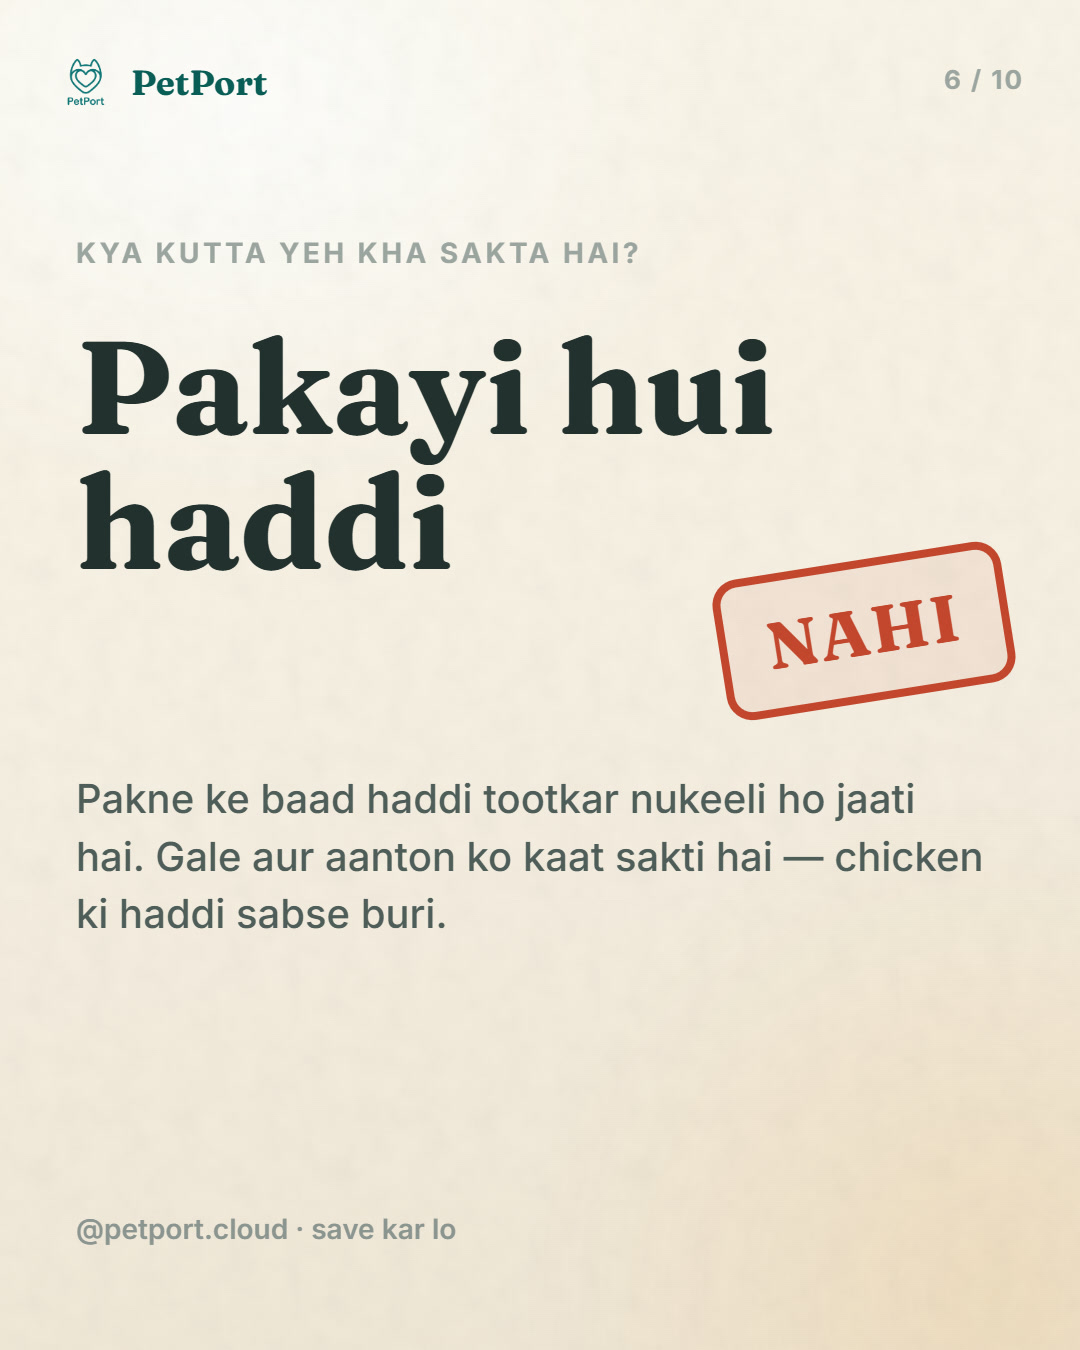 PetPort
PetPort
6 / 10
KYA KUTTA YEH KHA SAKTA HAI?
Pakayi hui
haddi
NAHI
Pakne ke baad haddi tootkar nukeeli ho jaati
hai. Gale aur aanton ko kaat sakti hai — chicken
ki haddi sabse buri.
@petport.cloud · save kar lo